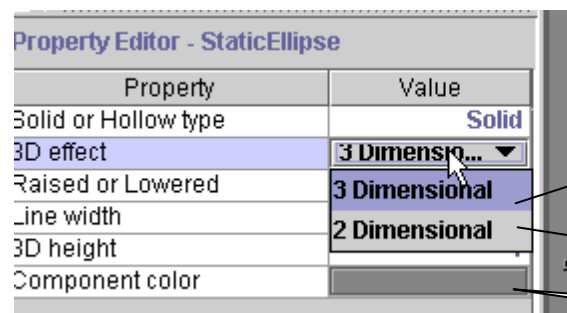 Property Editor - StaticEllipse
Property Value
Solid or Hollow type Solid
3D effect 3 Dimensio...
Raised or Lowered 3 Dimensional
Line width 2 Dimensional
3D height
Component color